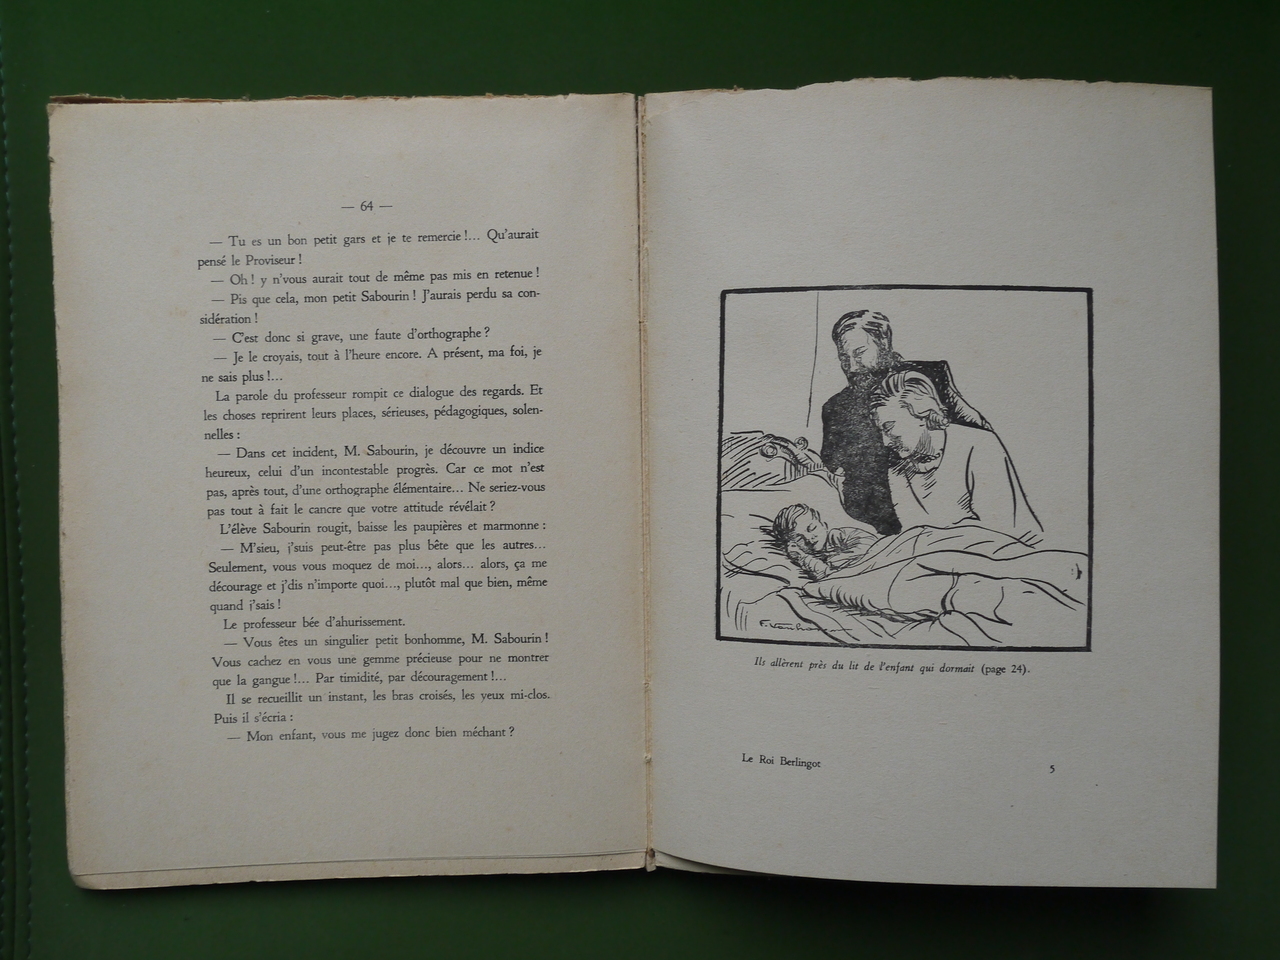 — 64 —
— Tu es un bon petit gars et je te remercie !... Qu'aurait
pensé le Proviseur !
— Oh ! y n'vous aurait tout de même pas mis en retenue !
— Pis que cela, mon petit Sabourin ! J'aurais perdu sa con-
sidération !
— C'est donc si grave, une faute d'orthographe ?
— Je le croyais, tout à l'heure encore. A présent, ma foi, je
ne sais plus !...
La parole du professeur rompit ce dialogue des regards. Et
les choses reprirent leurs places, sérieuses, pédagogiques, solen-
nelles :
— Dans cet incident, M. Sabourin, je découvre un indice
heureux, celui d'un incontestable progrès. Car ce mot n'est
pas, après tout, d'une orthographe élémentaire... Ne seriez-vous
pas tout à fait le cancre que votre attitude révélait ?
L'élève Sabourin rougit, baisse les paupières et marmonne :
— M'sieu, j'suis peut-être pas plus bête que les autres...
Seulement, vous vous moquez de moi..., alors... alors, ça me
décourage et j'dis n'importe quoi..., plutôt mal que bien, même
quand j'sais !
Le professeur bée d'ahurissement.
— Vous êtes un singulier petit bonhomme, M. Sabourin !
Vous cachez en vous une gemme précieuse pour ne montrer
que la gangue !... Par timidité, par découragement !...
Il se recueillit un instant, les bras croisés, les yeux mi-clos.
Puis il s'écria :
— Mon enfant, vous me jugez donc bien méchant ?
Ils allèrent près du lit de l'enfant qui dormait (page 24).
Le Roi Berlingot
5